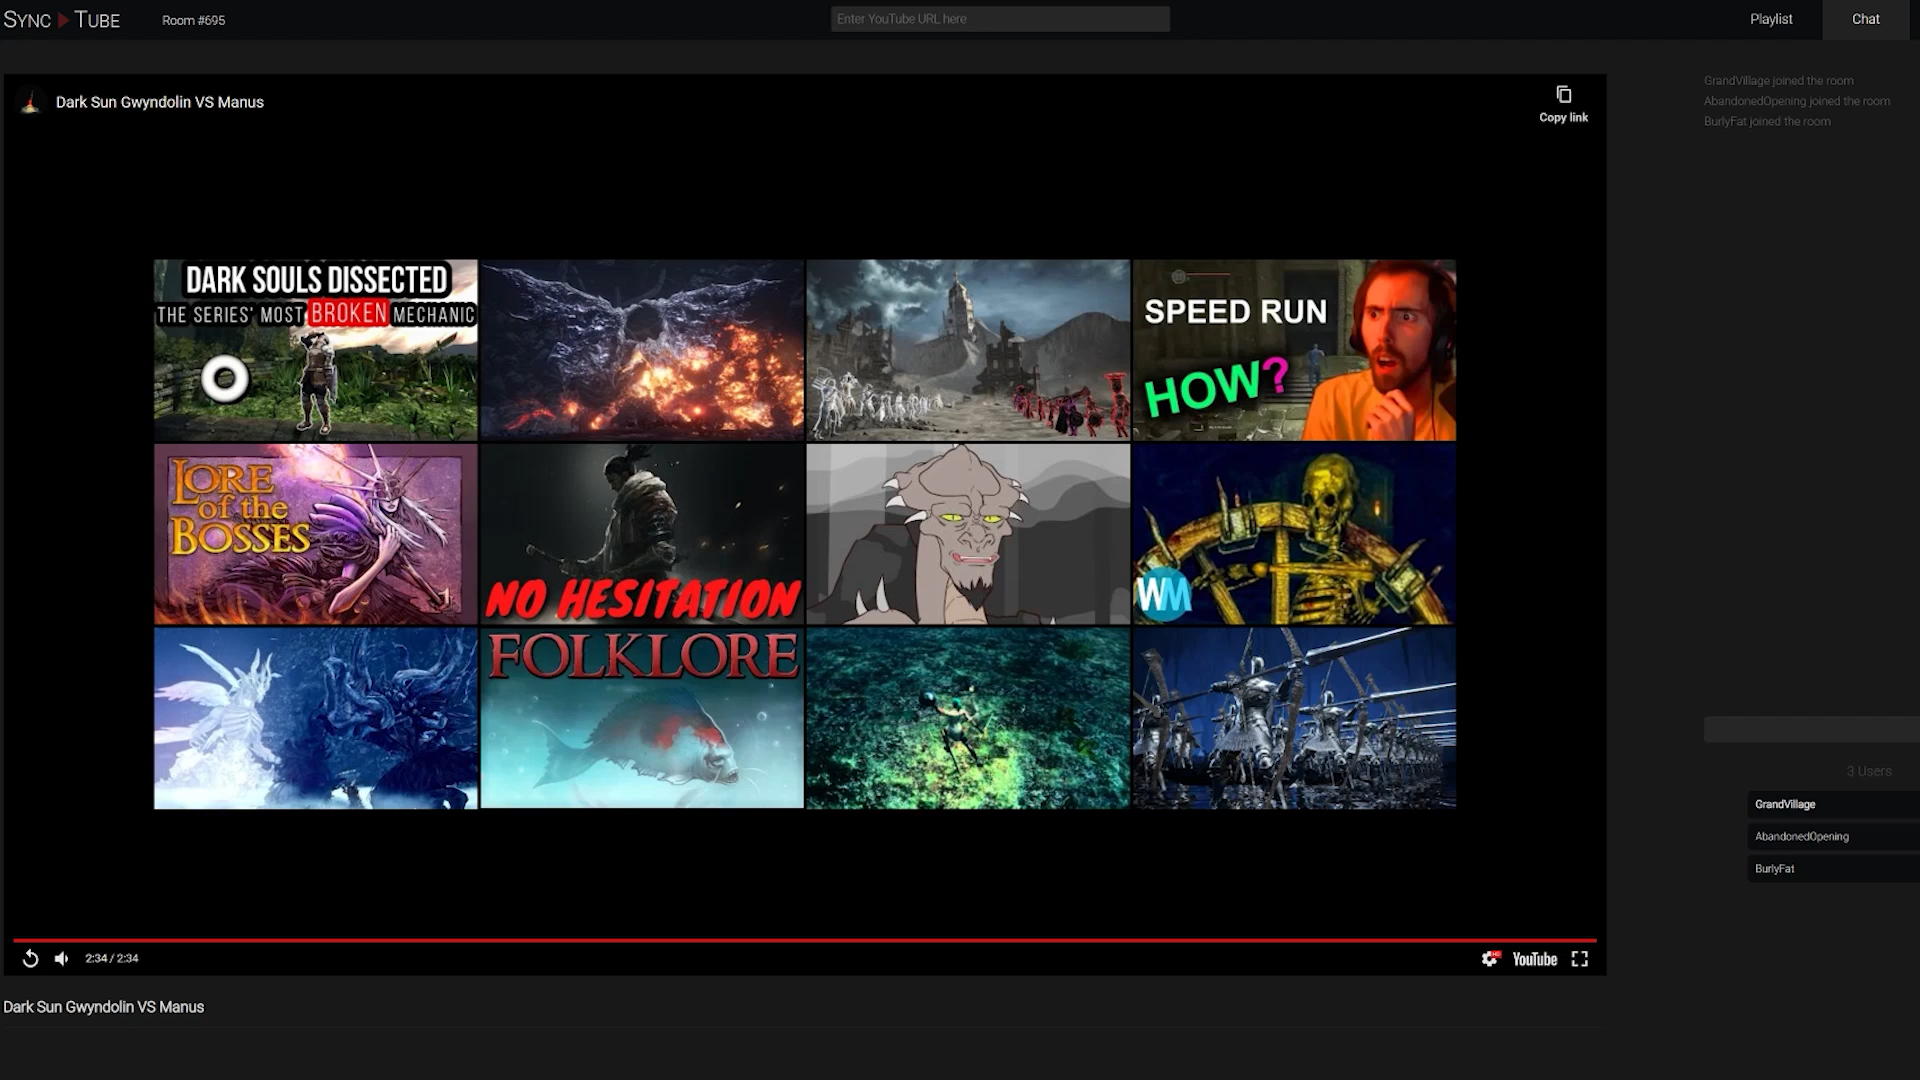 SYNC TUBE
Room #695
Enter YouTube URL here
Playlist
Chat
Dark Sun Gwyndolin VS Manus
Copy link
GrandVillage joined the room
AbandonedOpening joined the room
BurlyFat joined the room
DARK SOULS DISSECTED
THE SERIES' MOST BROKEN MECHANIC
SPEED RUN
HOW?
LORE
of the
BOSSES
NO HESITATION
WM
FOLKLORE
3 Users
GrandVillage
AbandonedOpening
BurlyFat
2:34 / 2:34
HD
YouTube
Dark Sun Gwyndolin VS Manus